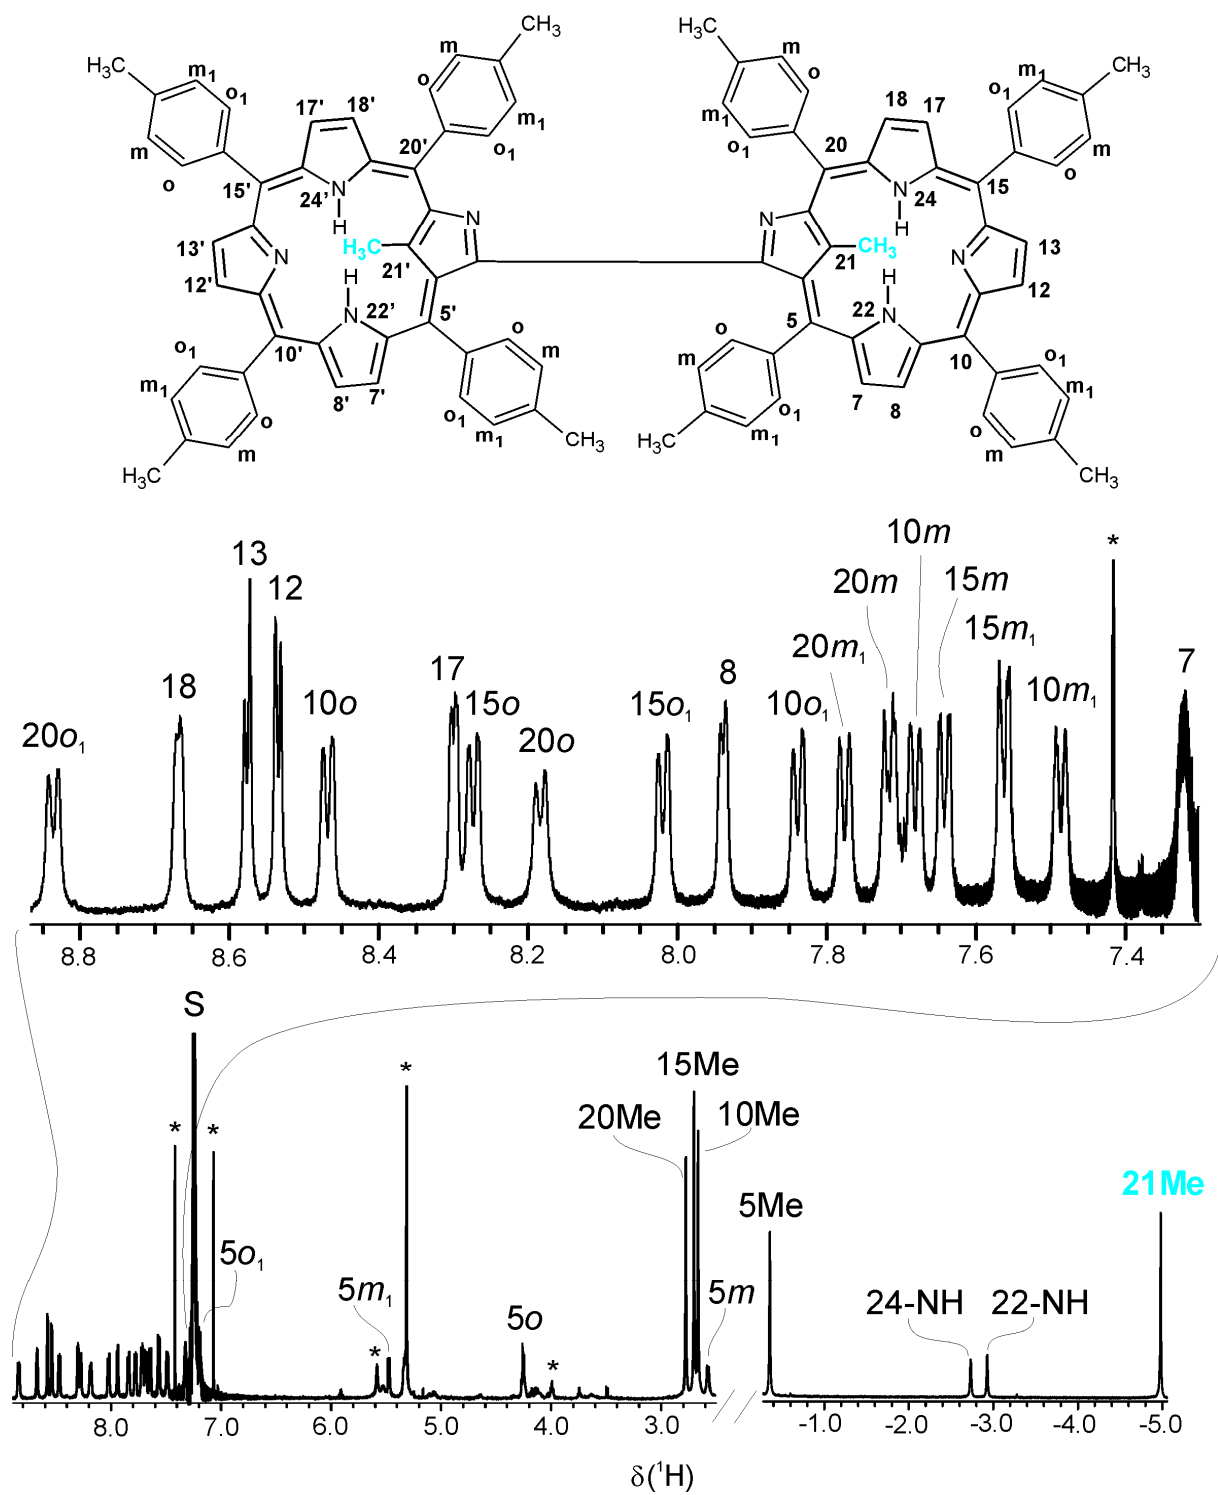 CH3 H3C
H3C m m CH3
m1 o o m1
o1 17' 18' m1 m1 18 17 o1
m 20' o1 o1 20 m
o 15' 24' N N 24 15 o
H N N H
13' H3C CH3 13
N 21' 21 N
12' H H 12
N 22' 22 N
o1 10' 5' o o 5 10 o1
m1 m m m1
8' 7' o1 o1 7 8
o m1 m1 o
m CH3 H3C m
H3C CH3
13 10m *
12 20m 15m
20m1 15m1
18 17 8 7
20o1 10o 15o 20o 15o1 10o1 10m1
8.8 8.6 8.4 8.2 8.0 7.8 7.6 7.4
S
* 15Me
* * 20Me 10Me 21Me
5Me
5o1 5m1 5o 5m 24-NH 22-NH
* *
8.0 7.0 6.0 5.0 4.0 3.0 -1.0 -2.0 -3.0 -4.0 -5.0
δ(1H)